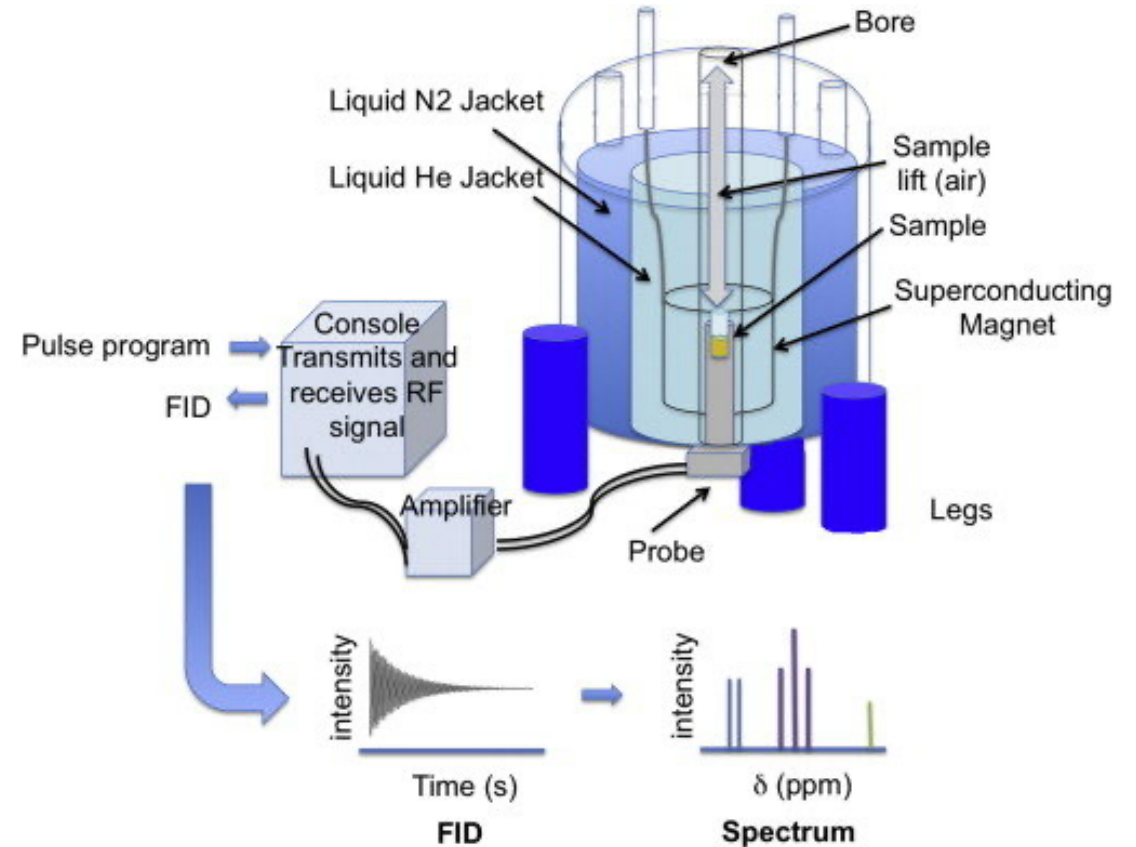 Bore
Liquid N2 Jacket
Sample
lift (air)
Liquid He Jacket
Sample
Superconducting
Magnet
Console
Transmits and
receives RF
signal
Pulse program
FID
Amplifier
Legs
Probe
intensity
Time (s)
FID
intensity
δ (ppm)
Spectrum